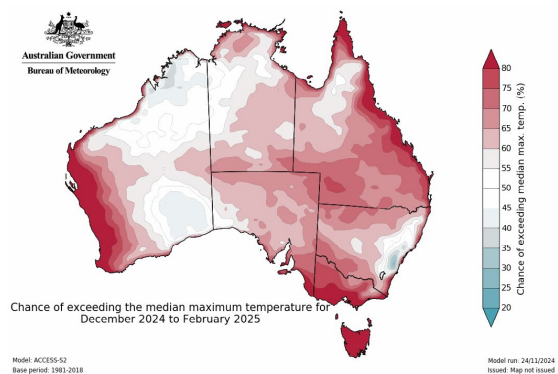 Australian Government
Bureau of Meteorology
80
75
70
65
60
55
50
45
40
35
30
25
20
Chance of exceeding median max. temp. (%)
Chance of exceeding the median maximum temperature for
December 2024 to February 2025
Model: ACCESS-S2
Base period: 1981-2018
Model run: 24/11/2024
Issued: Map not issued